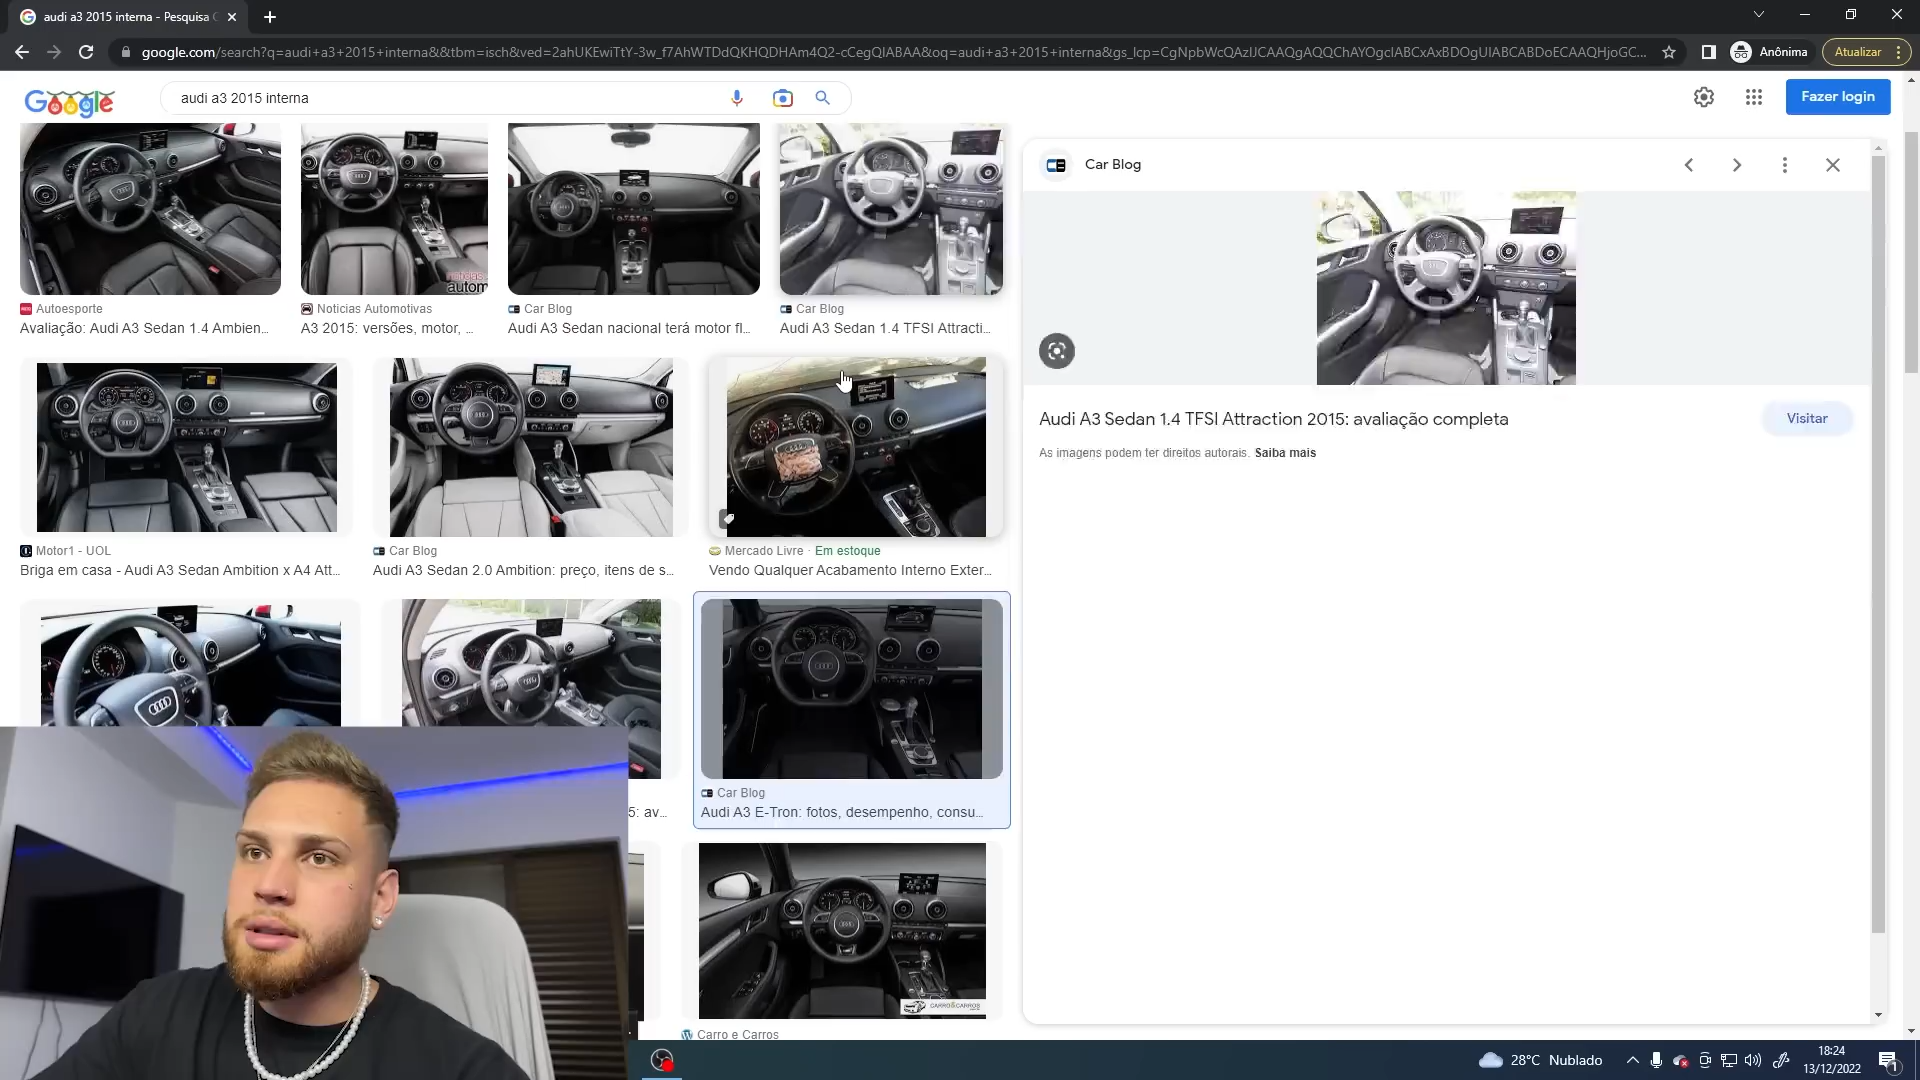 audi a3 2015 interna - Pesquisa G
google.com/search?q=audi+a3+2015+interna&&tbm=isch&ved=2ahUKEwiTtY-3w_f7AhWTDdQKHQDHAm4Q2-cCegQIABAA&oq=audi+a3+2015+interna&gs_lcp=CgNpbWcQAzIJCAAQgAQQChAYOgcIABCxAxBDOgUIABCABDoECAAQHjoGC...
Anônima
Atualizar
Google
audi a3 2015 interna
Fazer login
noticias
autom
Autoesporte
Noticias Automotivas
Car Blog
Car Blog
Avaliação: Audi A3 Sedan 1.4 Ambien...
A3 2015: versões, motor, ...
Audi A3 Sedan nacional terá motor fl...
Audi A3 Sedan 1.4 TFSI Attracti...
Motor1 - UOL
Car Blog
Mercado Livre · Em estoque
Briga em casa - Audi A3 Sedan Ambition x A4 Att...
Audi A3 Sedan 2.0 Ambition: preço, itens de s...
Vendo Qualquer Acabamento Interno Exter...
Car Blog
5: av...
Audi A3 E-Tron: fotos, desempenho, consu...
CARRO&CARROS
Carro e Carros
Car Blog
Audi A3 Sedan 1.4 TFSI Attraction 2015: avaliação completa
Visitar
As imagens podem ter direitos autorais. Saiba mais
28°C Nublado
18:24
13/12/2022
1